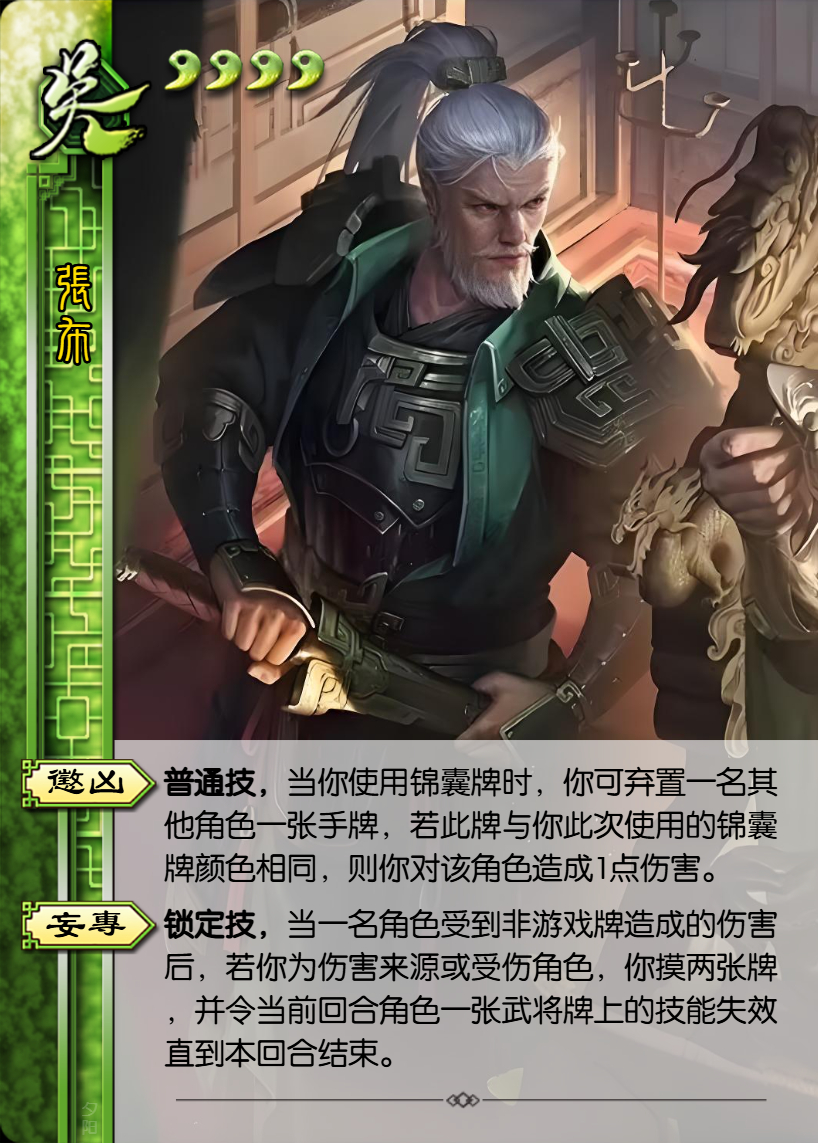 吴
張布
懲凶
普通技，当你使用锦囊牌时，你可弃置一名其
他角色一张手牌，若此牌与你此次使用的锦囊
牌颜色相同，则你对该角色造成1点伤害。
妄專
锁定技，当一名角色受到非游戏牌造成的伤害
后，若你为伤害来源或受伤角色，你摸两张牌
，并令当前回合角色一张武将牌上的技能失效
直到本回合结束。
夕阳